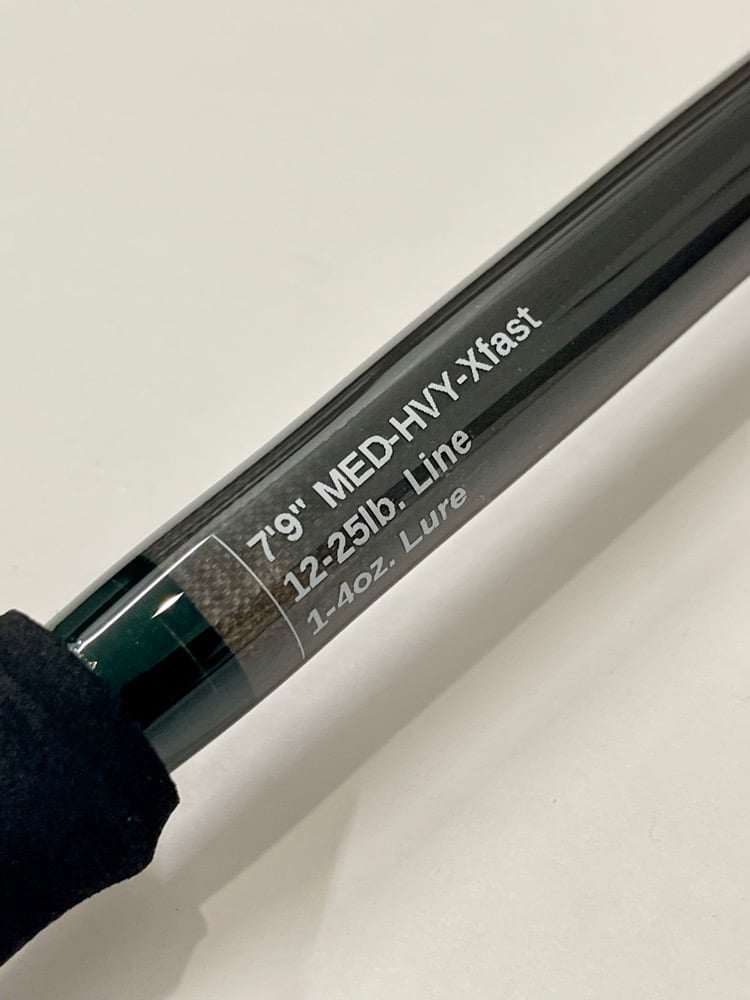 7'9" MED-HVY-Xfast
12-25lb. Line
1-4oz. Lure